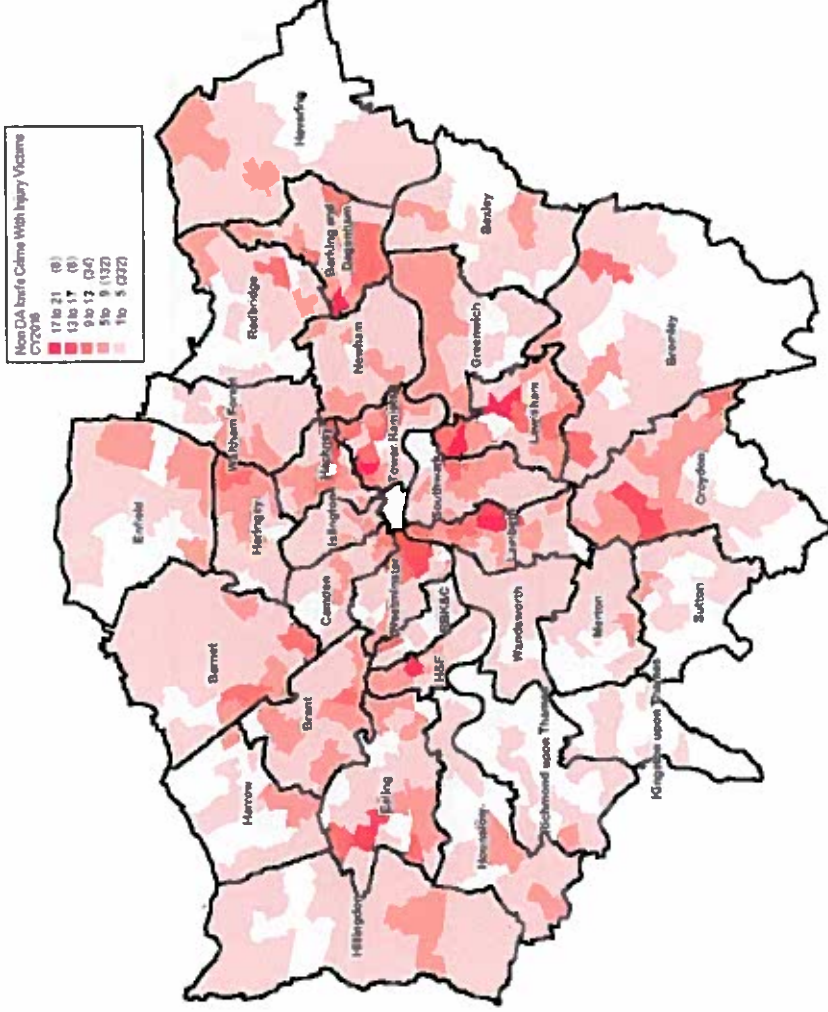 Non DA Knife Crime With Injury Victims
CY2016
17 to 21 (8)
13 to 17 (6)
9 to 13 (34)
5 to 9 (132)
1 to 5 (332)
Havering
Barking and
Dagenham
Bexley
Redbridge
Newham
Greenwich
Bromley
Waltham Forest
Hackney
Tower Hamlets
Lewisham
Enfield
Haringey
Islington
Southwark
Croydon
Camden
Westminster
Lambeth
Barnet
RBK&C
Wandsworth
Merton
Sutton
Brent
H&F
Harrow
Ealing
Richmond upon Thames
Kingston upon Thames
Hounslow
Hillingdon